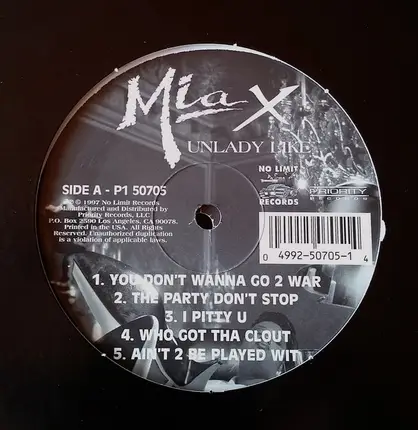 Mia X
UNLADY LIKE
NO LIMIT
RECORDS
PRIORITY
RECORDS
SIDE A - P1 50705
℗ © 1997 No Limit Records
Manufactured and Distributed by
Priority Records, LLC
P.O. Box 2590 Los Angeles, CA 90078.
Printed in the USA. All Rights
Reserved. Unauthorized duplication
is a violation of applicable laws.
0 4992-50705-1 4
1. YOU DON'T WANNA GO 2 WAR
2. THE PARTY DON'T STOP
3. I PITTY U
4. WHO GOT THA CLOUT
5. AIN'T 2 BE PLAYED WIT